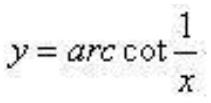 y = arc cot 1/x